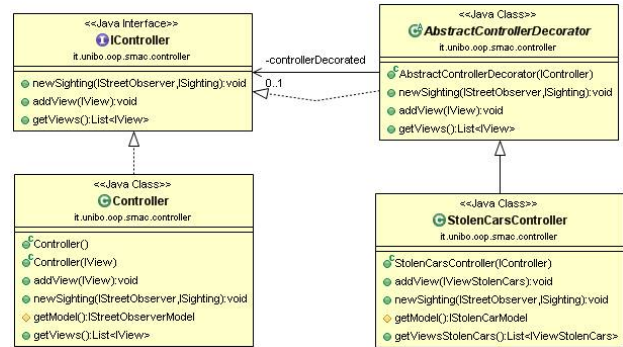 <<Java Interface>>
IController
it.unibo.oop.smac.controller
newSighting(IStreetObserver,ISighting):void
addView(IView):void
getViews():List<IView>
-controllerDecorated
0..1
<<Java Class>>
AbstractControllerDecorator
it.unibo.oop.smac.controller
AbstractControllerDecorator(IController)
newSighting(IStreetObserver,ISighting):void
addView(IView):void
getViews():List<IView>
<<Java Class>>
Controller
it.unibo.oop.smac.controller
Controller()
Controller(IView)
addView(IView):void
newSighting(IStreetObserver,ISighting):void
getModel():IStreetObserverModel
getViews():List<IView>
<<Java Class>>
StolenCarsController
it.unibo.oop.smac.controller
StolenCarsController(IController)
addView(IViewStolenCars):void
newSighting(IStreetObserver,ISighting):void
getModel():IStolenCarModel
getViewsStolenCars():List<IViewStolenCars>